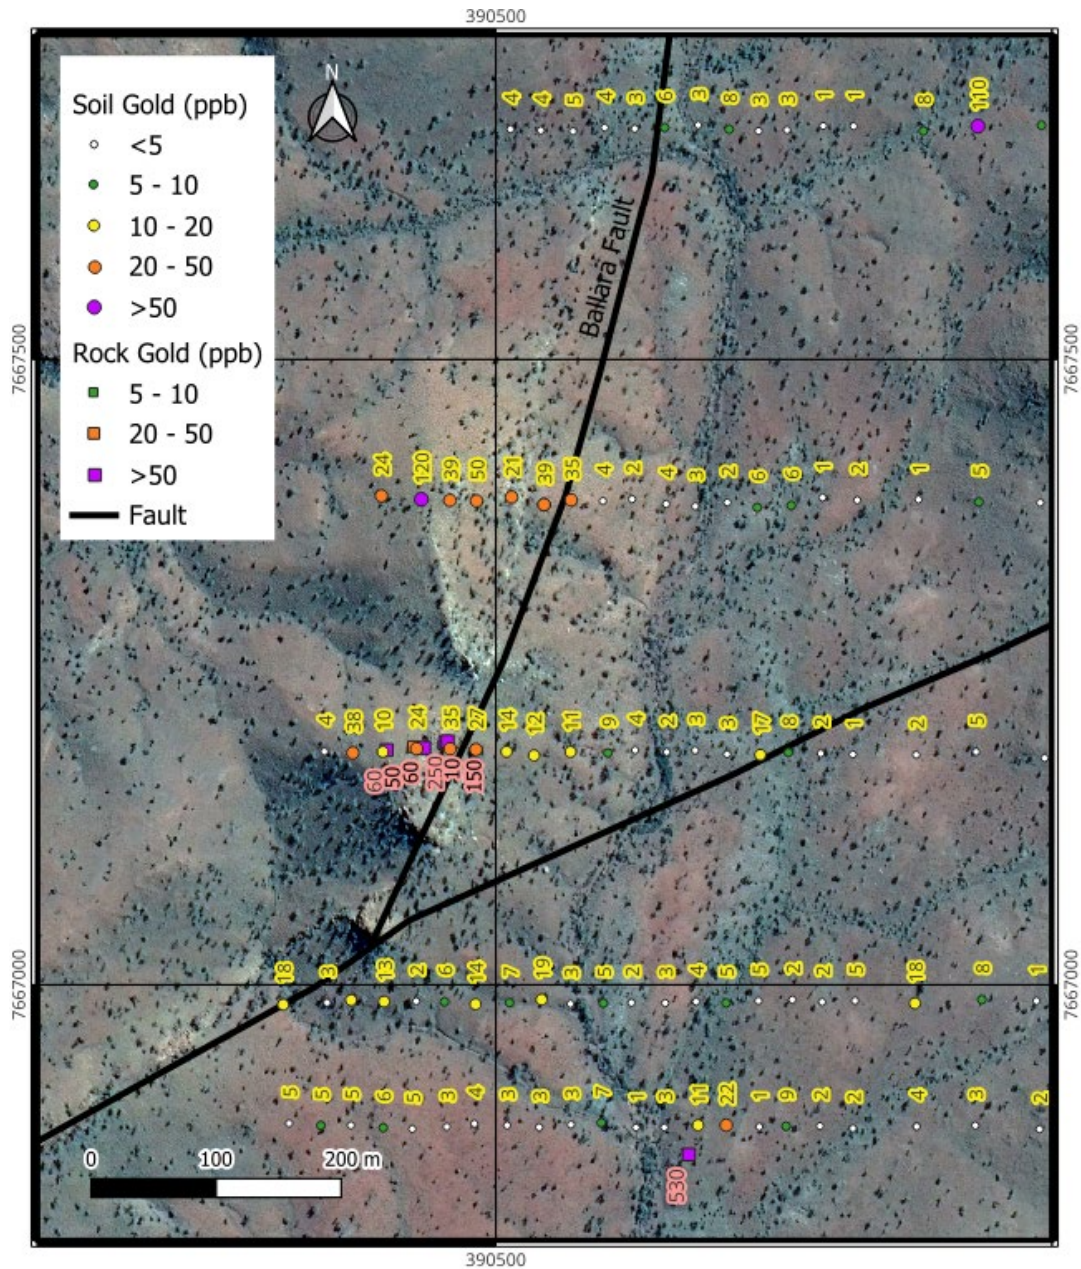 390500
N
Soil Gold (ppb)
<5
5 - 10
10 - 20
20 - 50
>50
Rock Gold (ppb)
5 - 10
20 - 50
>50
Fault
4 4 5 4 3 6 3 8 3 3 1 1 8 110
Ballara Fault
7667500
7667500
24 120 39 50 21 39 35 4 2 4 3 2 6 6 1 2 1 5
4 38 10 24 35 27 14 12 11 9 4 2 3 3 17 8 2 1 2 5
60 50 60 250 10 150
7667000
7667000
18 3 13 2 6 14 7 19 3 5 2 3 4 5 5 2 2 5 18 8 1
5 5 5 6 5 3 4 3 3 3 7 1 3 11 22 1 9 2 2 4 3 2
0 100 200 m
530
390500